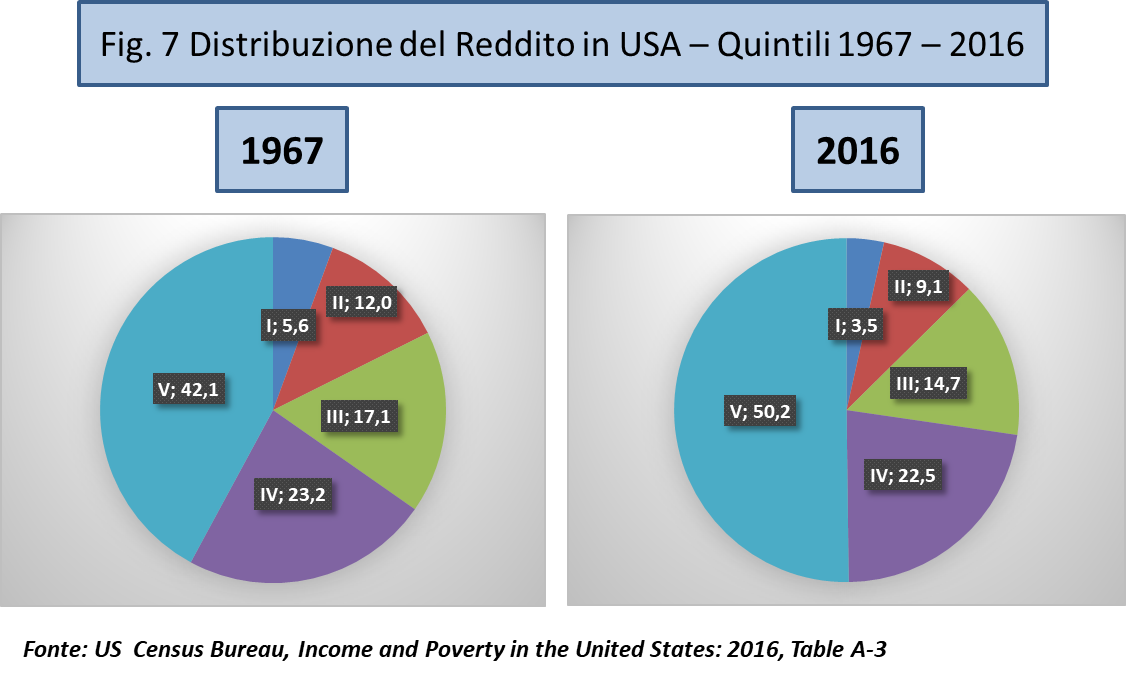 Fig. 7 Distribuzione del Reddito in USA – Quintili 1967 – 2016
1967
2016
I; 5,6
II; 12,0
III; 17,1
IV; 23,2
V; 42,1
I; 3,5
II; 9,1
III; 14,7
IV; 22,5
V; 50,2
Fonte: US Census Bureau, Income and Poverty in the United States: 2016, Table A-3